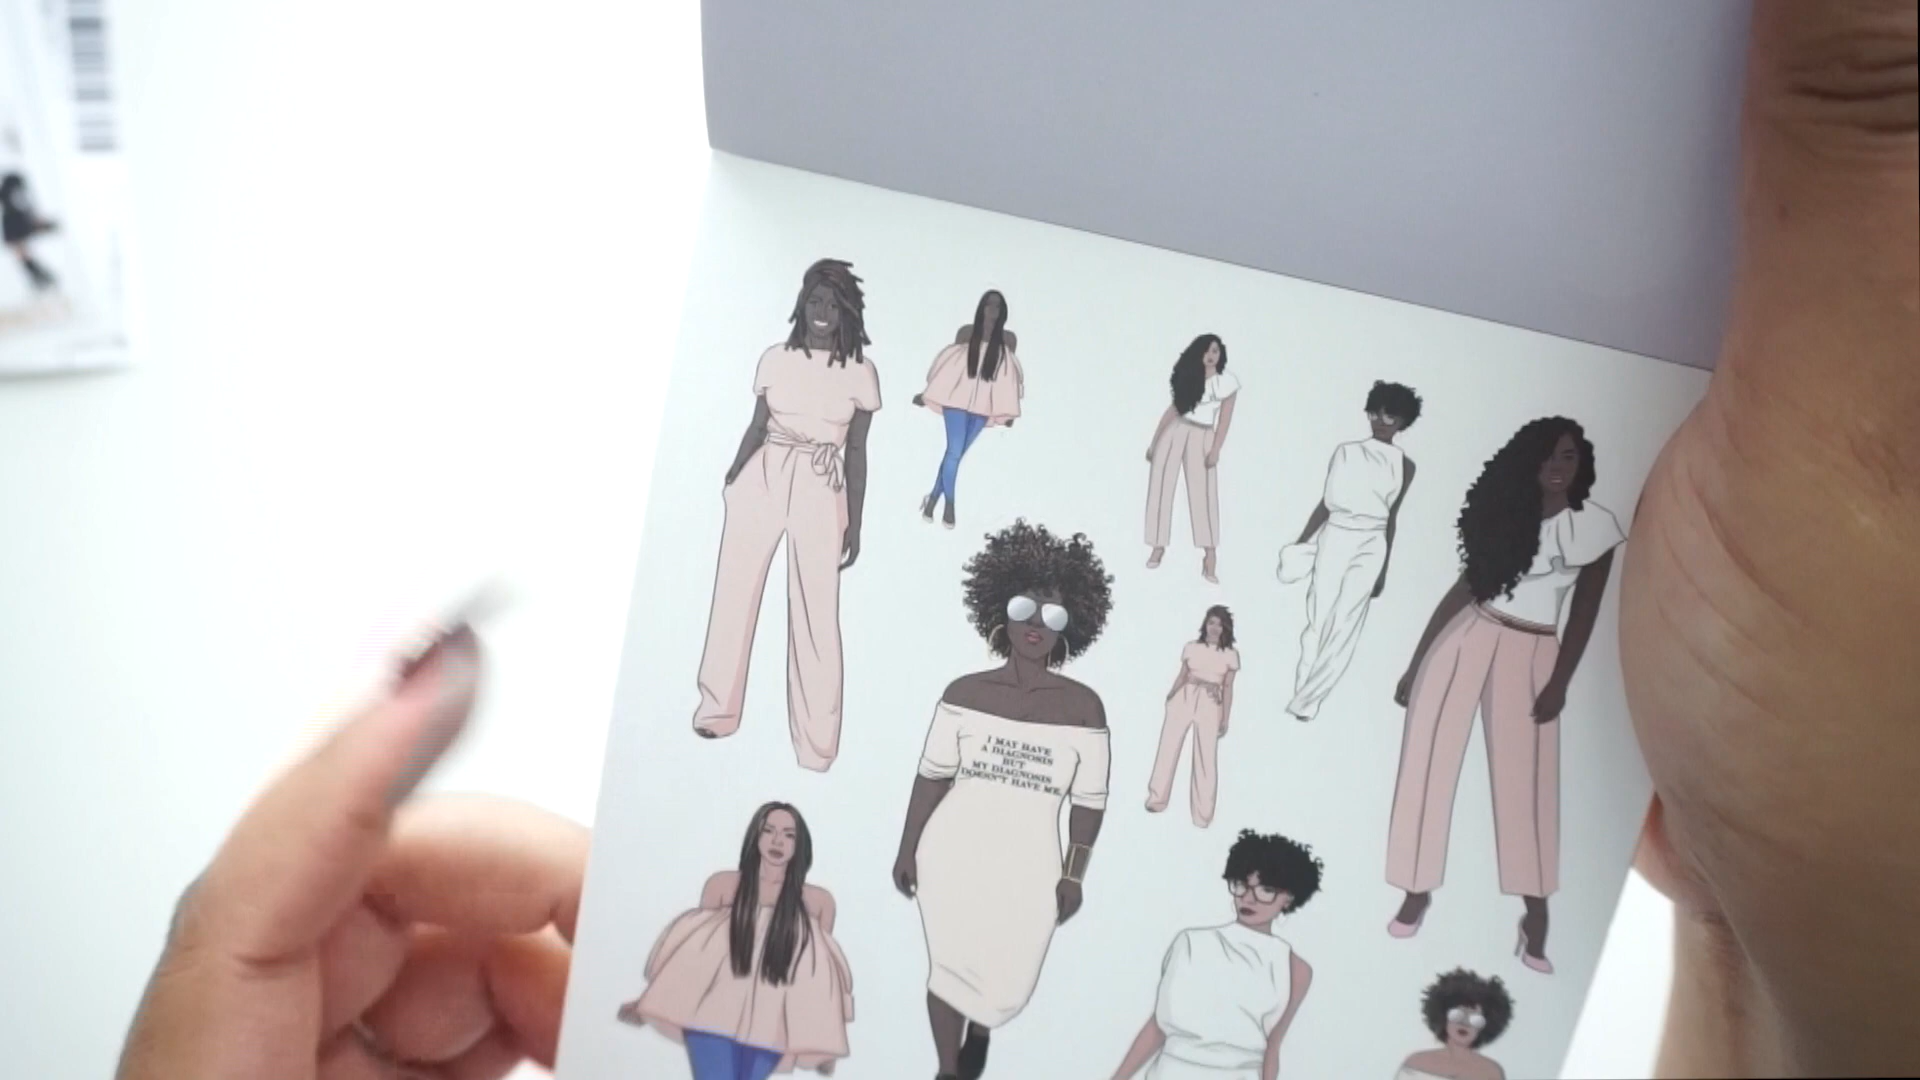 I MAY HAVE
A DIAGNOSIS
BUT
MY DIAGNOSIS
DOESN'T HAVE ME.